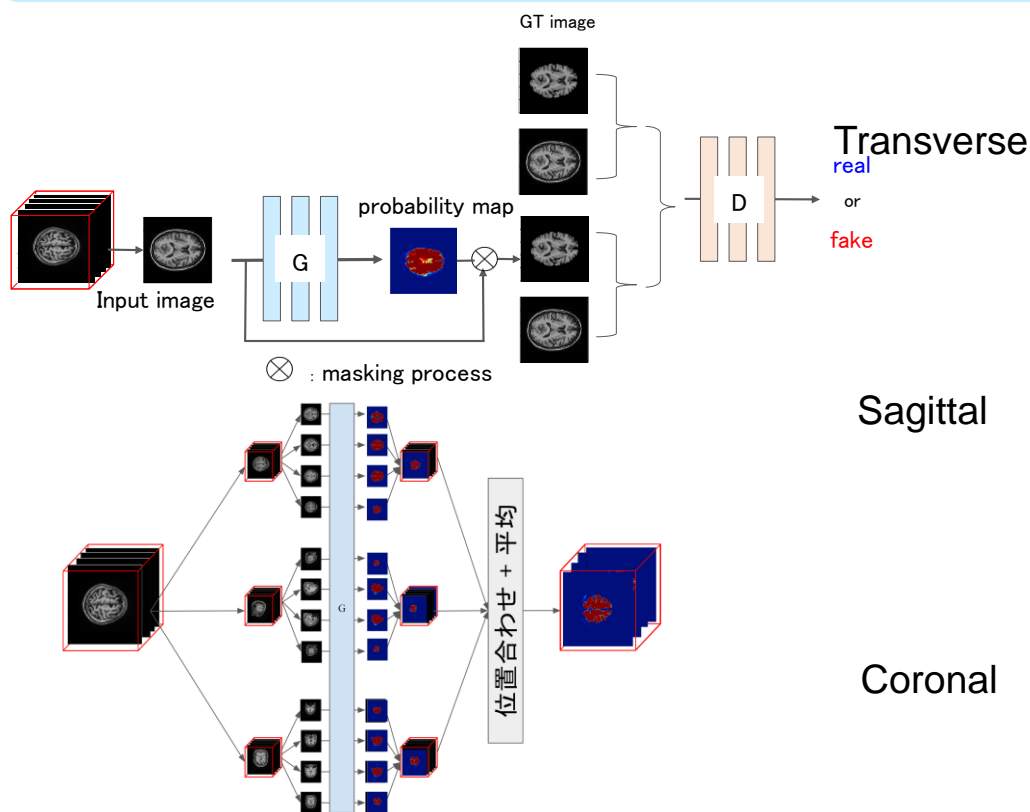 GT image
Transverse
real
or
fake
probability map
G
D
Input image
: masking process
Sagittal
G
位置合わせ + 平均
Coronal